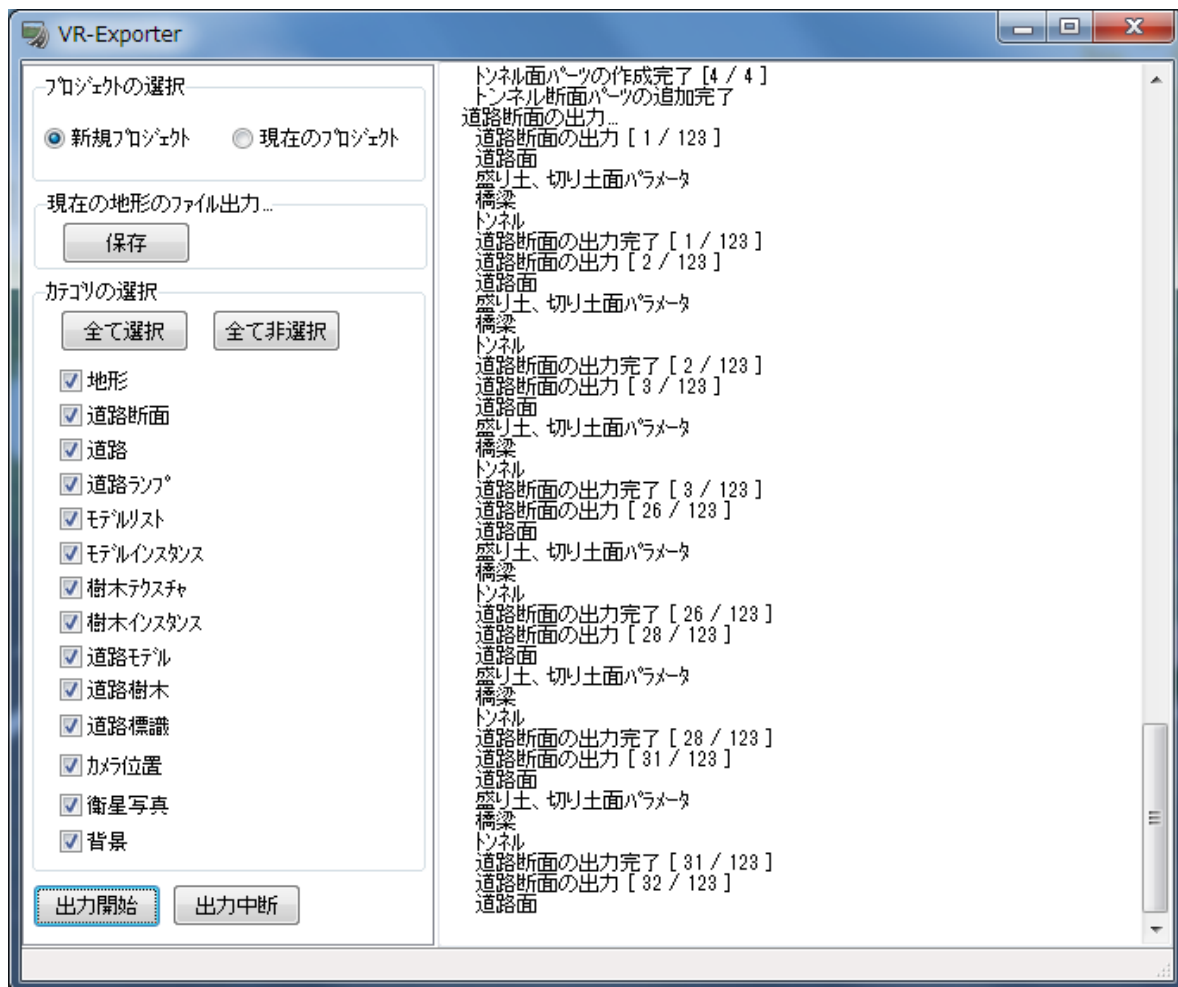 VR-Exporter
ﾌﾟﾛｼﾞｪｸﾄの選択
新規ﾌﾟﾛｼﾞｪｸﾄ
現在のﾌﾟﾛｼﾞｪｸﾄ
現在の地形のﾌｧｲﾙ出力...
保存
ｶﾃｺﾞﾘの選択
全て選択
全て非選択
地形
道路断面
道路
道路ﾗﾝﾌﾟ
ﾓﾃﾞﾙﾘｽﾄ
ﾓﾃﾞﾙｲﾝｽﾀﾝｽ
樹木ﾃｸｽﾁｬ
樹木ｲﾝｽﾀﾝｽ
道路ﾓﾃﾞﾙ
道路樹木
道路標識
ｶﾒﾗ位置
衛星写真
背景
出力開始
出力中断
ﾄﾝﾈﾙ面ﾊﾟｰﾂの作成完了 [4 / 4]
トンネル断面ﾊﾟｰﾂの追加完了
道路断面の出力...
道路断面の出力 [ 1 / 123 ]
道路面
盛り土、切り土面ﾊﾟﾗﾒｰﾀ
橋梁
ﾄﾝﾈﾙ
道路断面の出力完了 [ 1 / 123 ]
道路断面の出力 [ 2 / 123 ]
道路面
盛り土、切り土面ﾊﾟﾗﾒｰﾀ
橋梁
ﾄﾝﾈﾙ
道路断面の出力完了 [ 2 / 123 ]
道路断面の出力 [ 3 / 123 ]
道路面
盛り土、切り土面ﾊﾟﾗﾒｰﾀ
橋梁
ﾄﾝﾈﾙ
道路断面の出力完了 [ 3 / 123 ]
道路断面の出力 [ 26 / 123 ]
道路面
盛り土、切り土面ﾊﾟﾗﾒｰﾀ
橋梁
ﾄﾝﾈﾙ
道路断面の出力完了 [ 26 / 123 ]
道路断面の出力 [ 28 / 123 ]
道路面
盛り土、切り土面ﾊﾟﾗﾒｰﾀ
橋梁
ﾄﾝﾈﾙ
道路断面の出力完了 [ 28 / 123 ]
道路断面の出力 [ 31 / 123 ]
道路面
盛り土、切り土面ﾊﾟﾗﾒｰﾀ
橋梁
ﾄﾝﾈﾙ
道路断面の出力完了 [ 31 / 123 ]
道路断面の出力 [ 32 / 123 ]
道路面